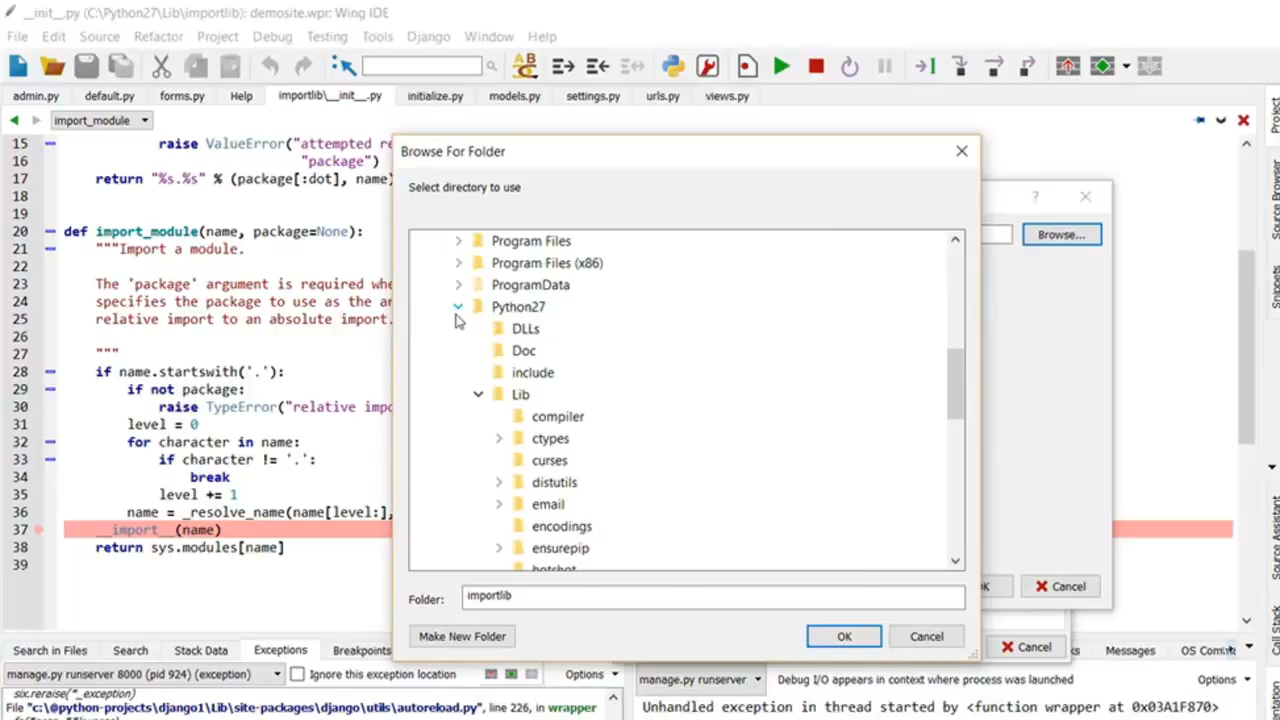 __init__.py (C:\Python27\Lib\importlib): demosite.wpr: Wing IDE
File Edit Source Refactor Project Debug Testing Tools Django Window Help
admin.py default.py forms.py Help importlib\__init__.py initialize.py models.py settings.py urls.py views.py
import_module
15 raise ValueError("attempted re
16 "package")
17 return "%s.%s" % (package[:dot], name)
18
19
20 def import_module(name, package=None):
21 """Import a module.
22
23 The 'package' argument is required whe
24 specifies the package to use as the an
25 relative import to an absolute import.
26
27 """
28 if name.startswith('.'):
29 if not package:
30 raise TypeError("relative impo
31 level = 0
32 for character in name:
33 if character != '.':
34 break
35 level += 1
36 name = _resolve_name(name[level:],
37 __import__(name)
38 return sys.modules[name]
39
Browse For Folder
Select directory to use
Program Files
Program Files (x86)
ProgramData
Python27
DLLs
Doc
include
Lib
compiler
ctypes
curses
distutils
email
encodings
ensurepip
hotshot
Folder: importlib
Make New Folder OK Cancel
? Browse...
Cancel
Cancel
Project
Source Browser
Snippets
Source Assistant
Call Stack
Search in Files Search Stack Data Exceptions Breakpoints
Messages OS Comm
manage.py runserver 8000 (pid 924) (exception) Ignore this exception location Options
six.reraise(*_exception)
File "c:\@python-projects\django1\Lib\site-packages\django\utils\autoreload.py", line 226, in wrapper
manage.py runserver Debug I/O appears in context where process was launched Options
Unhandled exception in thread started by <function wrapper at 0x03A1F870>